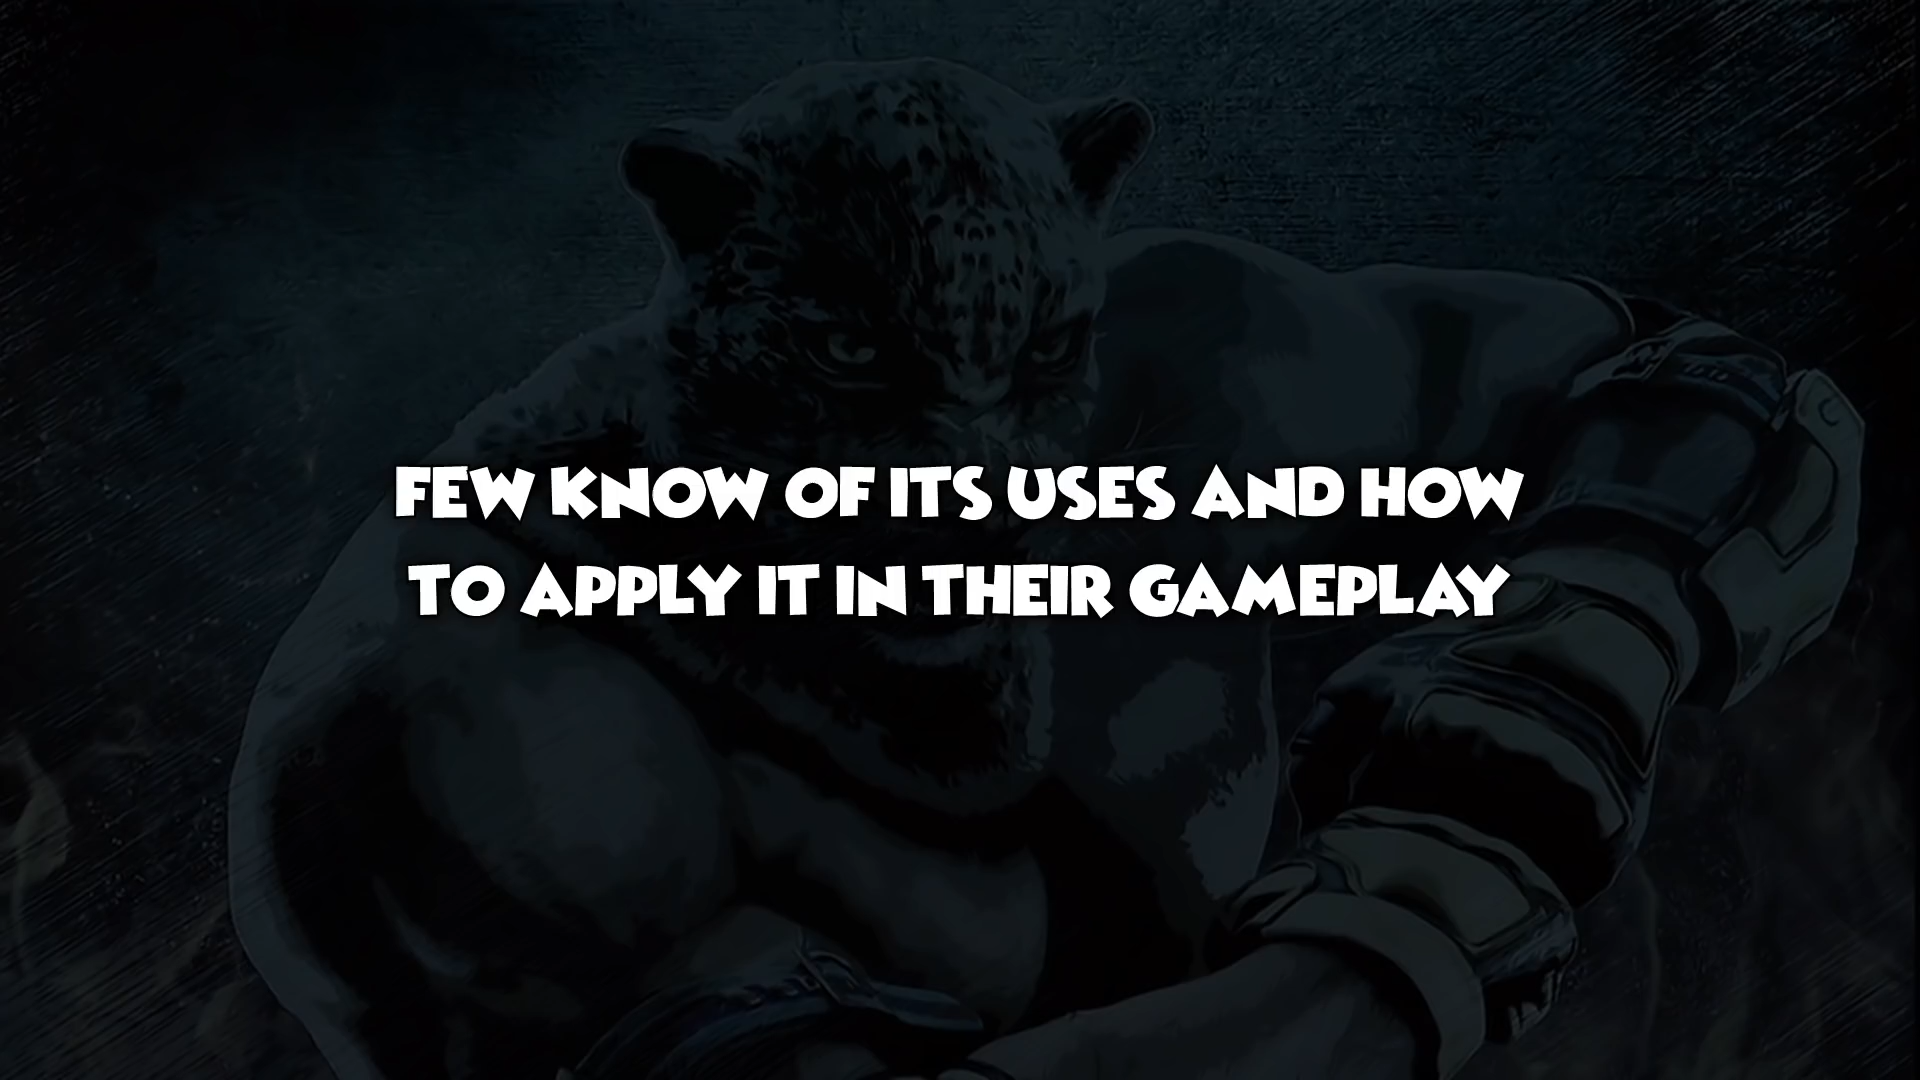 FEW KNOW OF ITS USES AND HOW
TO APPLY IT IN THEIR GAMEPLAY